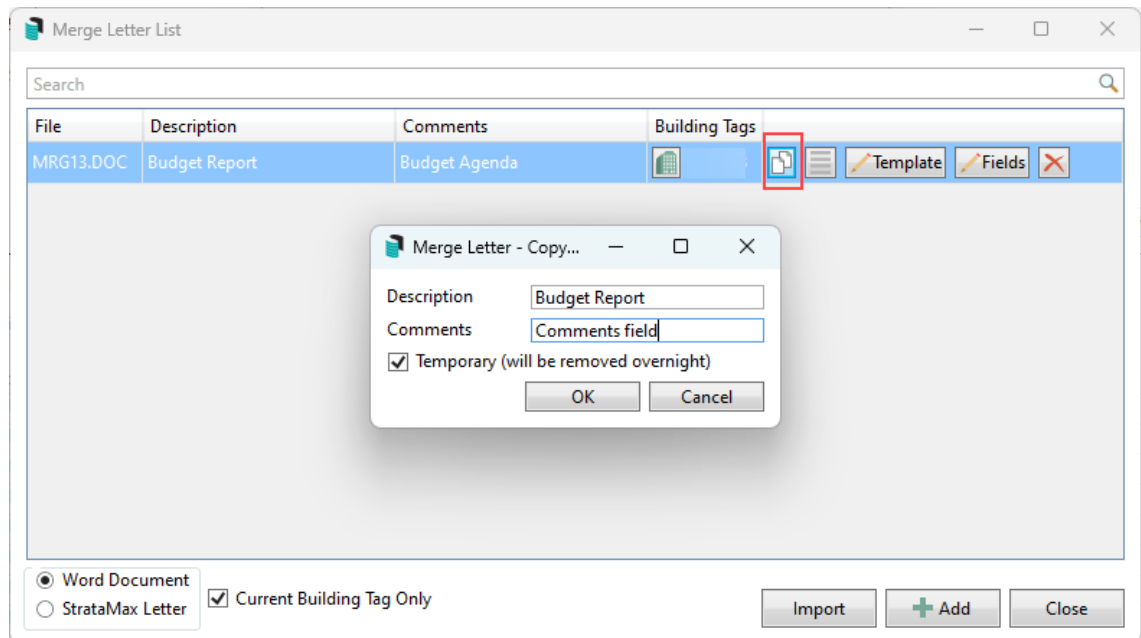 Merge Letter List
Search
File Description Comments Building Tags
MRG13.DOC Budget Report Budget Agenda Template Fields
Merge Letter - Copy...
Description Budget Report
Comments Comments field
Temporary (will be removed overnight)
OK Cancel
Word Document
StrataMax Letter
Current Building Tag Only
Import Add Close